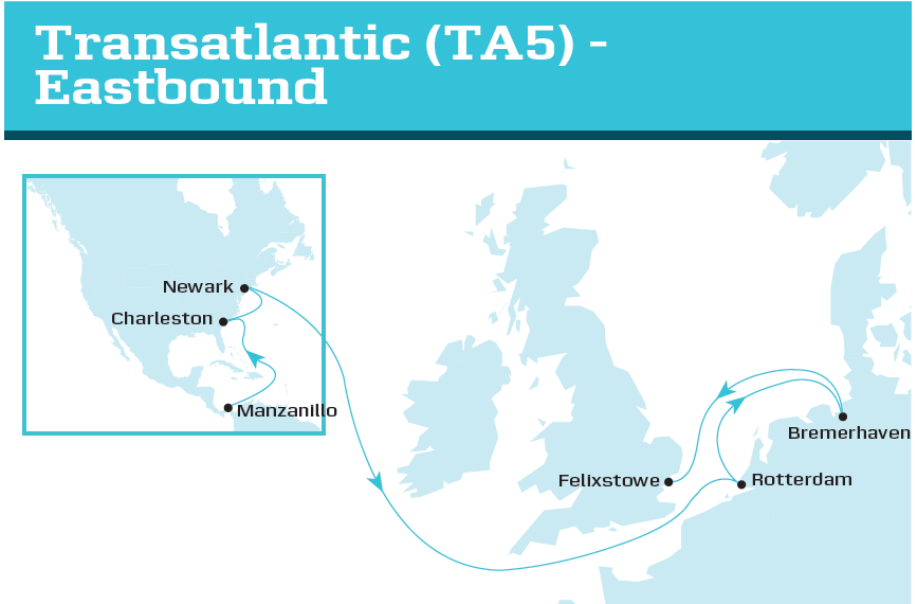 Transatlantic (TA5) -
Eastbound
Newark
Charleston
Manzanillo
Bremerhaven
Felixstowe
Rotterdam